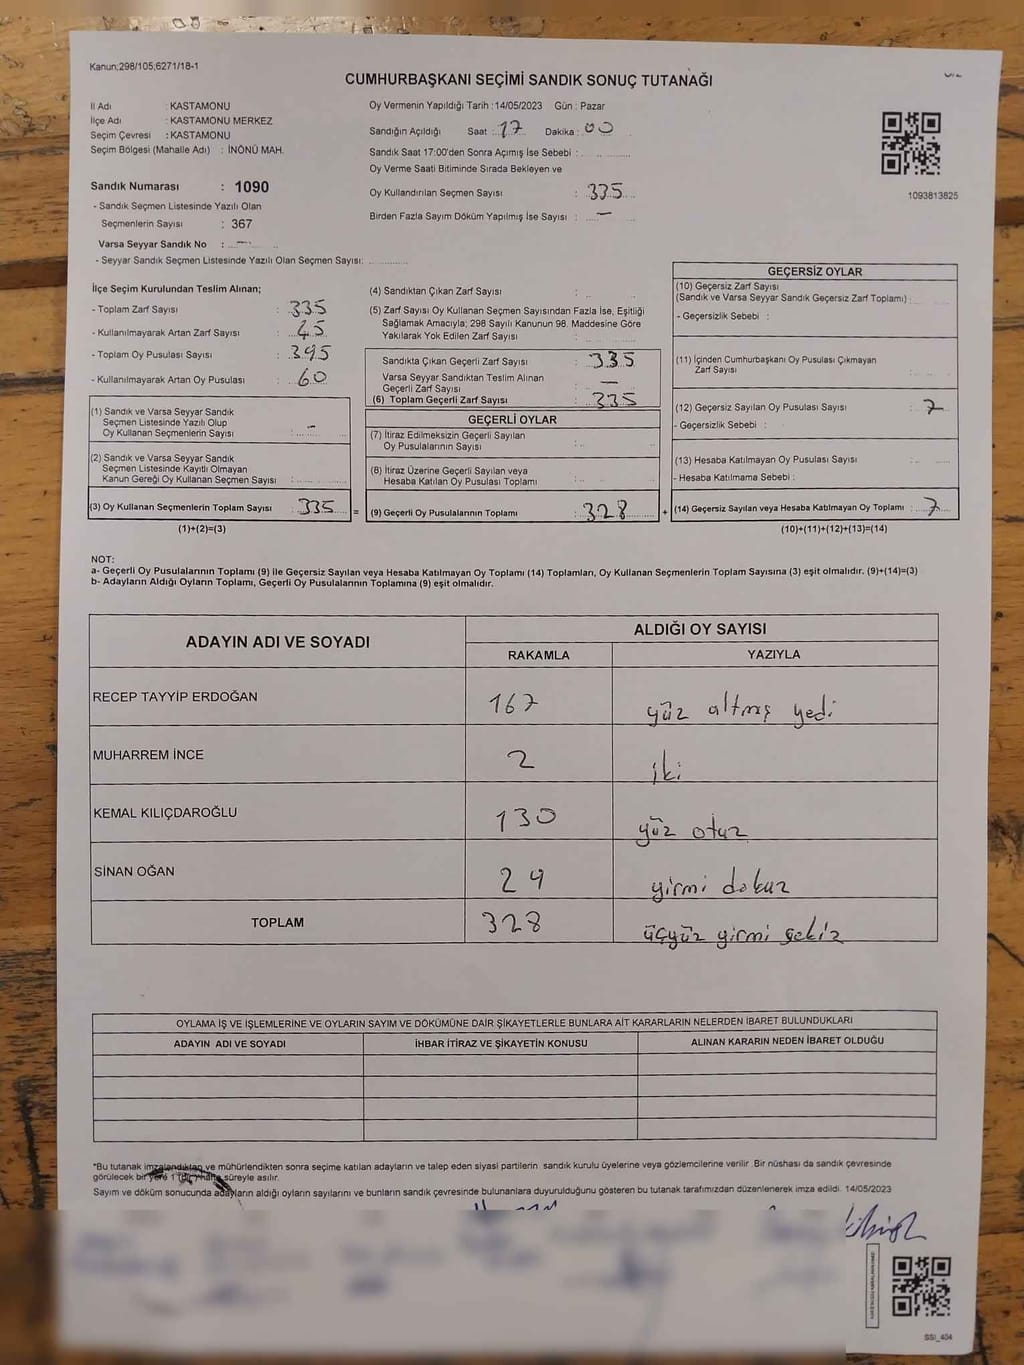 Kanun;298/105;6271/18-1
CUMHURBAŞKANI SEÇİMİ SANDIK SONUÇ TUTANAĞI
İl Adı : KASTAMONU
İlçe Adı : KASTAMONU MERKEZ
Seçim Çevresi : KASTAMONU
Seçim Bölgesi (Mahalle Adı) : İNÖNÜ MAH.
Oy Vermenin Yapıldığı Tarih : 14/05/2023 Gün : Pazar
Sandığın Açıldığı Saat : 17 Dakika : 00
Sandık Saat 17:00'den Sonra Açımış İse Sebebi :
Oy Verme Saati Bitiminde Sırada Bekleyen ve
Oy Kullandırılan Seçmen Sayısı : 335
Birden Fazla Sayım Döküm Yapılmış İse Sayısı : —
1093813825
Sandık Numarası : 1090
- Sandık Seçmen Listesinde Yazılı Olan
Seçmenlerin Sayısı : 367
Varsa Seyyar Sandık No : —
- Seyyar Sandık Seçmen Listesinde Yazılı Olan Seçmen Sayısı:
İlçe Seçim Kurulundan Teslim Alınan;
- Toplam Zarf Sayısı : 335
- Kullanılmayarak Artan Zarf Sayısı : 45
- Toplam Oy Pusulası Sayısı : 395
- Kullanılmayarak Artan Oy Pusulası : 60
(1) Sandık ve Varsa Seyyar Sandık
Seçmen Listesinde Yazılı Olup
Oy Kullanan Seçmenlerin Sayısı : —
(2) Sandık ve Varsa Seyyar Sandık
Seçmen Listesinde Kayıtlı Olmayan
Kanun Gereği Oy Kullanan Seçmen Sayısı :
(3) Oy Kullanan Seçmenlerin Toplam Sayısı : 335 =
(1)+(2)=(3)
(4) Sandıktan Çıkan Zarf Sayısı :
(5) Zarf Sayısı Oy Kullanan Seçmen Sayısından Fazla İse, Eşitliği
Sağlamak Amacıyla; 298 Sayılı Kanunun 98. Maddesine Göre
Yakılarak Yok Edilen Zarf Sayısı :
Sandıkta Çıkan Geçerli Zarf Sayısı : 335
Varsa Seyyar Sandıktan Teslim Alınan
Geçerli Zarf Sayısı : —
(6) Toplam Geçerli Zarf Sayısı : 335
GEÇERLİ OYLAR
(7) İtiraz Edilmeksizin Geçerli Sayılan
Oy Pusulalarının Sayısı :
(8) İtiraz Üzerine Geçerli Sayılan veya
Hesaba Katılan Oy Pusulası Toplamı :
(9) Geçerli Oy Pusulalarının Toplamı : 328 +
GEÇERSİZ OYLAR
(10) Geçersiz Zarf Sayısı
(Sandık ve Varsa Seyyar Sandık Geçersiz Zarf Toplamı) :
- Geçersizlik Sebebi :
(11) İçinden Cumhurbaşkanı Oy Pusulası Çıkmayan
Zarf Sayısı :
(12) Geçersiz Sayılan Oy Pusulası Sayısı : 7
- Geçersizlik Sebebi :
(13) Hesaba Katılmayan Oy Pusulası Sayısı :
- Hesaba Katılmama Sebebi :
(14) Geçersiz Sayılan veya Hesaba Katılmayan Oy Toplamı : 7
(10)+(11)+(12)+(13)=(14)
NOT:
a- Geçerli Oy Pusulalarının Toplamı (9) ile Geçersiz Sayılan veya Hesaba Katılmayan Oy Toplamı (14) Toplamları, Oy Kullanan Seçmenlerin Toplam Sayısına (3) eşit olmalıdır. (9)+(14)=(3)
b- Adayların Aldığı Oyların Toplamı, Geçerli Oy Pusulalarının Toplamına (9) eşit olmalıdır.
ADAYIN ADI VE SOYADI
ALDIĞI OY SAYISI
RAKAMLA YAZIYLA
RECEP TAYYİP ERDOĞAN 167 yüz altmış yedi
MUHARREM İNCE 2 iki
KEMAL KILIÇDAROĞLU 130 yüz otuz
SİNAN OĞAN 29 yirmi dokuz
TOPLAM 328 üçyüz yirmi sekiz
OYLAMA İŞ VE İŞLEMLERİNE VE OYLARIN SAYIM VE DÖKÜMÜNE DAİR ŞİKAYETLERLE BUNLARA AİT KARARLARIN NELERDEN İBARET BULUNDUKLARI
ADAYIN ADI VE SOYADI İHBAR İTİRAZ VE ŞİKAYETİN KONUSU ALINAN KARARIN NEDEN İBARET OLDUĞU
*Bu tutanak imzalandıktan ve mühürlendikten sonra seçime katılan adayların ve talep eden siyasi partilerin sandık kurulu üyelerine veya gözlemcilerine verilir .Bir nüshası da sandık çevresinde
görülecek bir yere 1 (bir) hafta süreyle asılır.
Sayım ve döküm sonucunda adayların aldığı oyların sayılarını ve bunların sandık çevresinde bulunanlara duyurulduğunu gösteren bu tutanak tarafımızdan düzenlenerek imza edildi. 14/05/2023
SSI_404